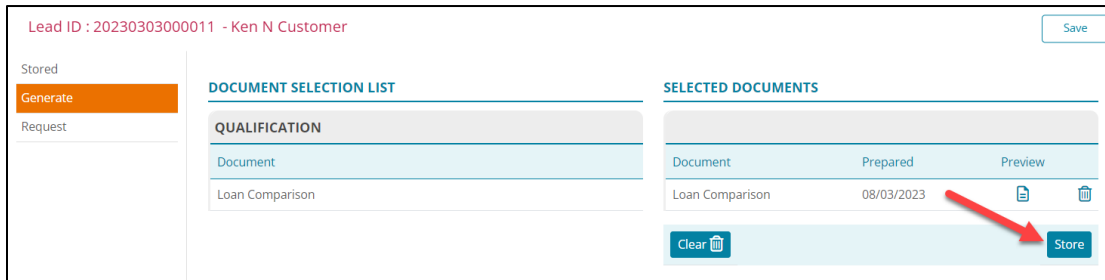 Lead ID : 20230303000011 - Ken N Customer
Save
Stored
Generate
Request
DOCUMENT SELECTION LIST
QUALIFICATION
Document
Loan Comparison
SELECTED DOCUMENTS
Document Prepared Preview
Loan Comparison 08/03/2023
Clear
Store